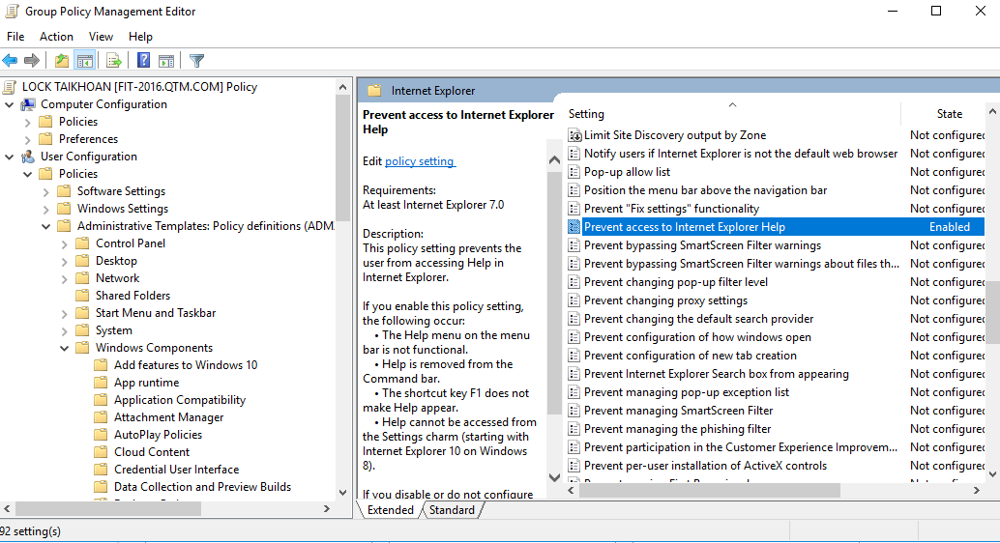 Group Policy Management Editor
File Action View Help
LOCK TAIKHOAN [FIT-2016.QTM.COM] Policy
Computer Configuration
Policies
Preferences
User Configuration
Policies
Software Settings
Windows Settings
Administrative Templates: Policy definitions (ADM
Control Panel
Desktop
Network
Shared Folders
Start Menu and Taskbar
System
Windows Components
Add features to Windows 10
App runtime
Application Compatibility
Attachment Manager
AutoPlay Policies
Cloud Content
Credential User Interface
Data Collection and Preview Builds
Internet Explorer
Prevent access to Internet Explorer
Help
Edit policy setting
Requirements:
At least Internet Explorer 7.0
Description:
This policy setting prevents the
user from accessing Help in
Internet Explorer.
If you enable this policy setting,
the following occur:
• The Help menu on the menu
bar is not functional.
• Help is removed from the
Command bar.
• The shortcut key F1 does not
make Help appear.
• Help cannot be accessed from
the Settings charm (starting with
Internet Explorer 10 on Windows
8).
If you disable or do not configure
Setting State
Limit Site Discovery output by Zone Not configured
Notify users if Internet Explorer is not the default web browser Not configured
Pop-up allow list Not configured
Position the menu bar above the navigation bar Not configured
Prevent "Fix settings" functionality Not configured
Prevent access to Internet Explorer Help Enabled
Prevent bypassing SmartScreen Filter warnings Not configured
Prevent bypassing SmartScreen Filter warnings about files th... Not configured
Prevent changing pop-up filter level Not configured
Prevent changing proxy settings Not configured
Prevent changing the default search provider Not configured
Prevent configuration of how windows open Not configured
Prevent configuration of new tab creation Not configured
Prevent Internet Explorer Search box from appearing Not configured
Prevent managing pop-up exception list Not configured
Prevent managing SmartScreen Filter Not configured
Prevent managing the phishing filter Not configured
Prevent participation in the Customer Experience Improvem... Not configured
Prevent per-user installation of ActiveX controls Not configured
Extended Standard
92 setting(s)